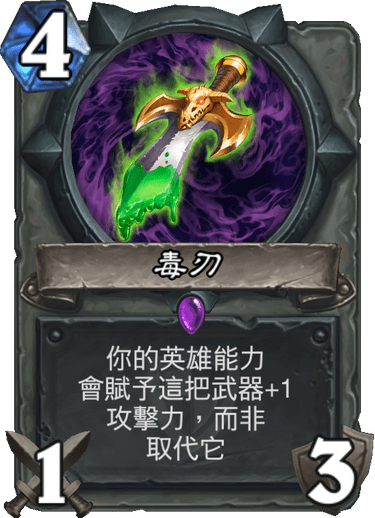 4
毒刃
你的英雄能力
會賦予這把武器+1
攻擊力，而非
取代它
1
3